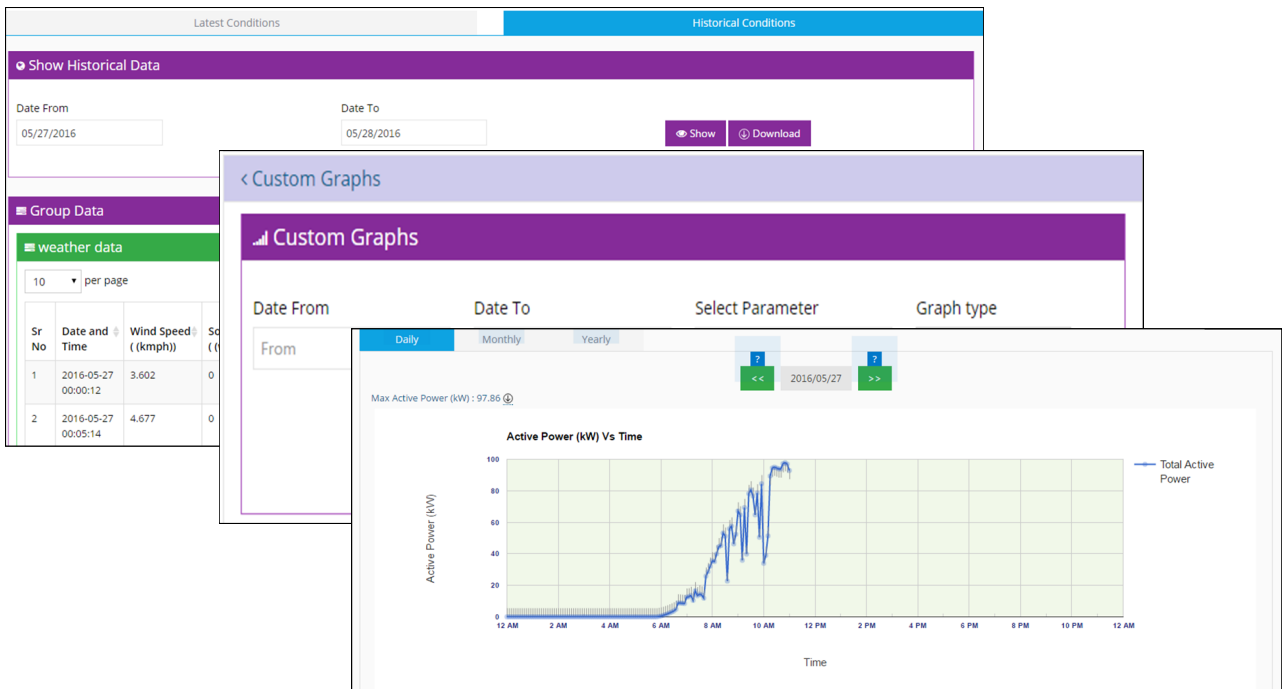 Latest Conditions
Historical Conditions
Show Historical Data
Date From
Date To
05/27/2016
05/28/2016
Show
Download
Group Data
weather data
10 per page
Sr No
Date and Time
Wind Speed ( (kmph))
1
2016-05-27 00:00:12
3.602
0
2
2016-05-27 00:05:14
4.677
0
< Custom Graphs
Custom Graphs
Date From
Date To
Select Parameter
Graph type
From
Daily
Monthly
Yearly
?
?
<<
2016/05/27
>>
Max Active Power (kW) : 97.86
Active Power (kW) Vs Time
Active Power (kW)
100
80
60
40
20
0
12 AM
2 AM
4 AM
6 AM
8 AM
10 AM
12 PM
2 PM
4 PM
6 PM
8 PM
10 PM
12 AM
Time
Total Active
Power